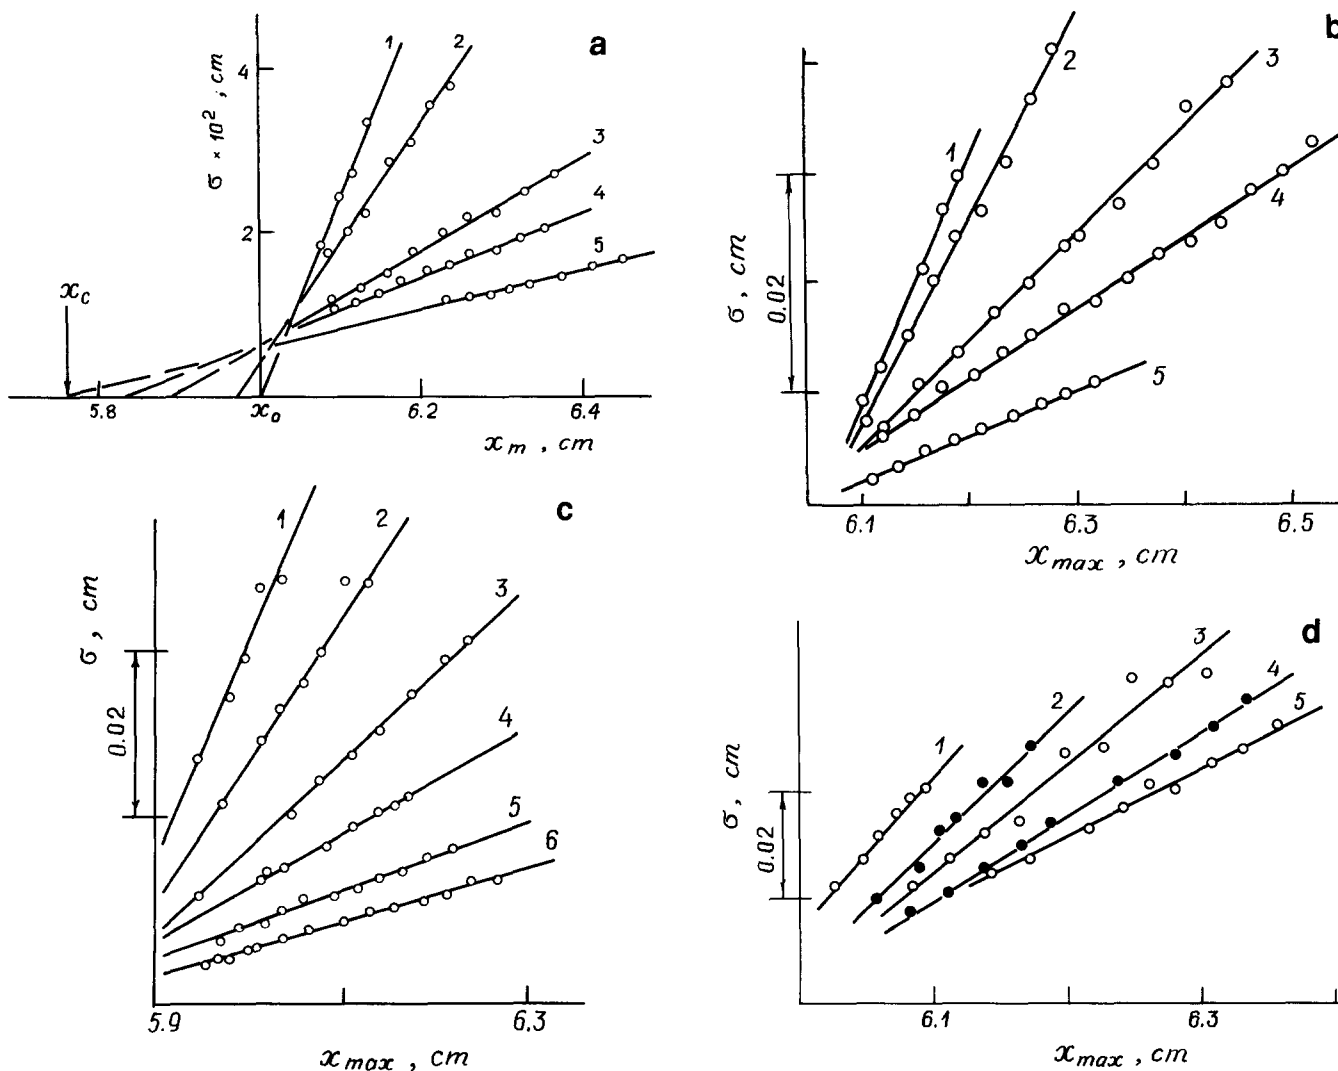 a
σ × 10² , cm
4
2
1
2
3
4
5
x_c
5.8
x_o
6.2
6.4
x_m , cm
b
σ , cm
0.02
1
2
3
4
5
6.1
6.3
6.5
x_max , cm
c
σ , cm
0.02
1
2
3
4
5
6
5.9
6.3
x_max , cm
d
σ , cm
0.02
1
2
3
4
5
6.1
6.3
x_max , cm